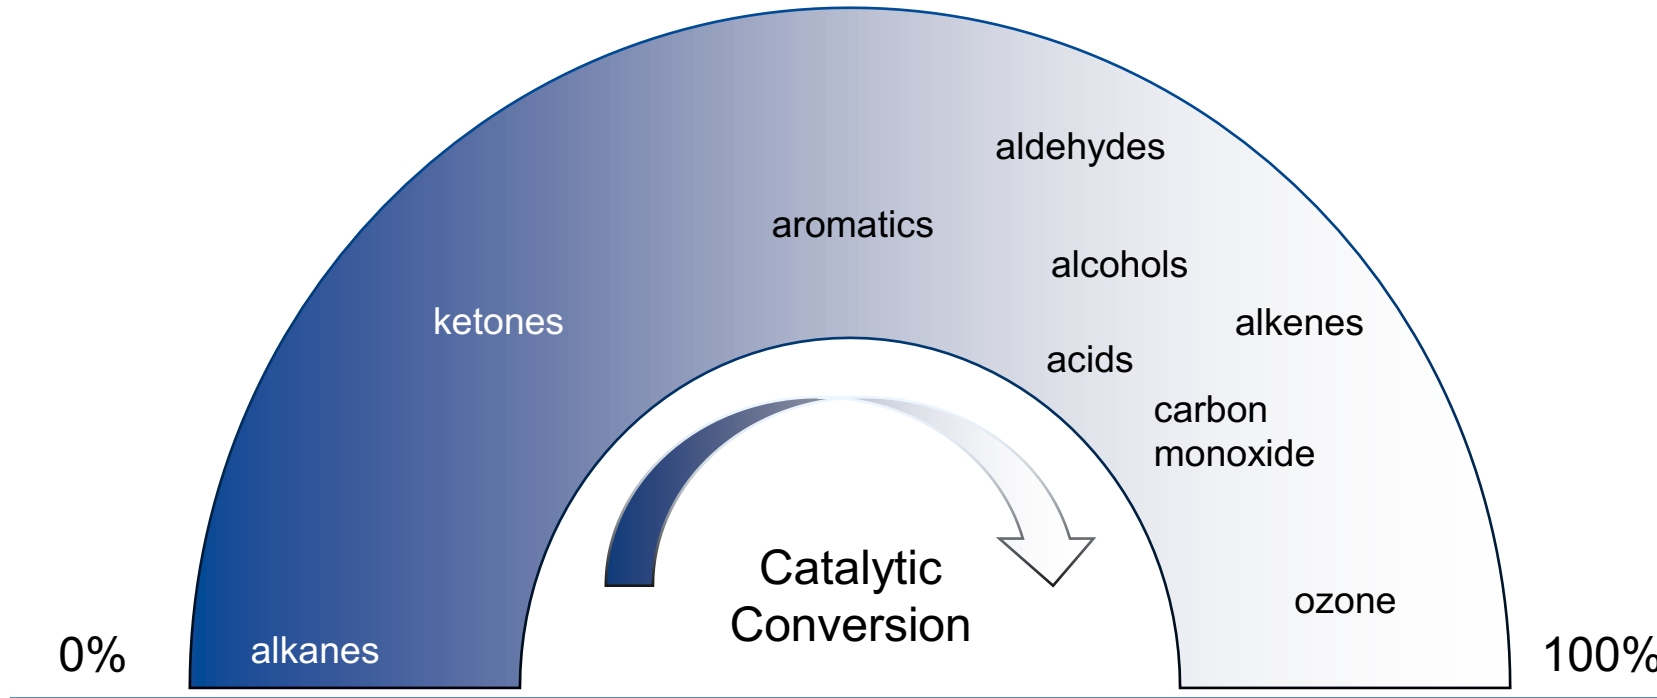 aldehydes
aromatics
alcohols
ketones
alkenes
acids
carbon
monoxide
Catalytic
Conversion
ozone
0%
alkanes
100%